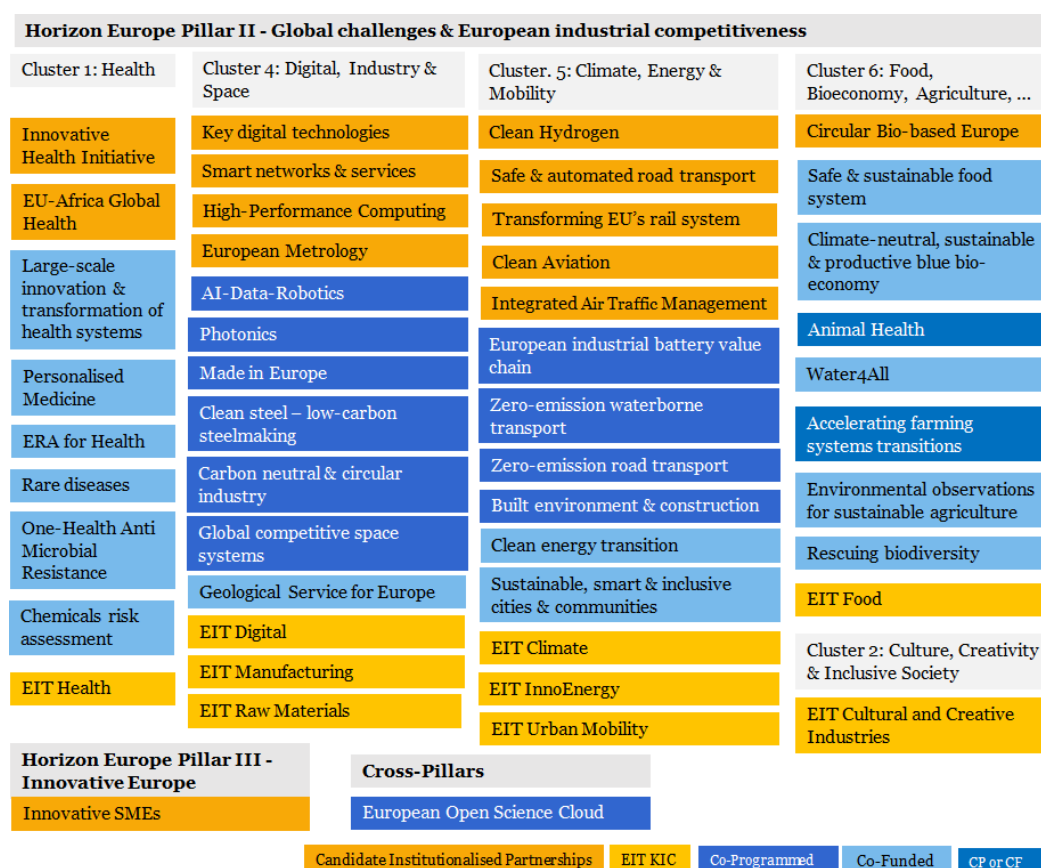 Horizon Europe Pillar II - Global challenges & European industrial competitiveness
Cluster 1: Health
Innovative
Health Initiative
EU-Africa Global
Health
Large-scale
innovation &
transformation of
health systems
Personalised
Medicine
ERA for Health
Rare diseases
One-Health Anti
Microbial
Resistance
Chemicals risk
assessment
EIT Health
Cluster 4: Digital, Industry &
Space
Key digital technologies
Smart networks & services
High-Performance Computing
European Metrology
AI-Data-Robotics
Photonics
Made in Europe
Clean steel – low-carbon
steelmaking
Carbon neutral & circular
industry
Global competitive space
systems
Geological Service for Europe
EIT Digital
EIT Manufacturing
EIT Raw Materials
Cluster. 5: Climate, Energy &
Mobility
Clean Hydrogen
Safe & automated road transport
Transforming EU's rail system
Clean Aviation
Integrated Air Traffic Management
European industrial battery value
chain
Zero-emission waterborne
transport
Zero-emission road transport
Built environment & construction
Clean energy transition
Sustainable, smart & inclusive
cities & communities
EIT Climate
EIT InnoEnergy
EIT Urban Mobility
Cluster 6: Food,
Bioeconomy, Agriculture, ...
Circular Bio-based Europe
Safe & sustainable food
system
Climate-neutral, sustainable
& productive blue bio-
economy
Animal Health
Water4All
Accelerating farming
systems transitions
Environmental observations
for sustainable agriculture
Rescuing biodiversity
EIT Food
Cluster 2: Culture, Creativity
& Inclusive Society
EIT Cultural and Creative
Industries
Horizon Europe Pillar III -
Innovative Europe
Innovative SMEs
Cross-Pillars
European Open Science Cloud
Candidate Institutionalised Partnerships
EIT KIC
Co-Programmed
Co-Funded
CP or CF